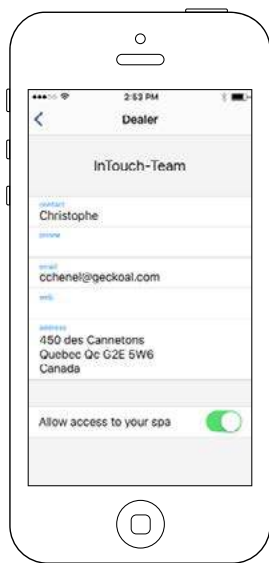 2:53 PM
Dealer
InTouch-Team
contact
Christophe
phone
email
cchenel@geckoal.com
web
address
450 des Cannetons
Quebec Qc G2E 5W6
Canada
Allow access to your spa